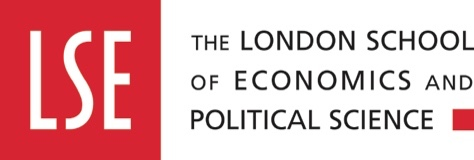 LSE
THE LONDON SCHOOL
OF ECONOMICS AND
POLITICAL SCIENCE